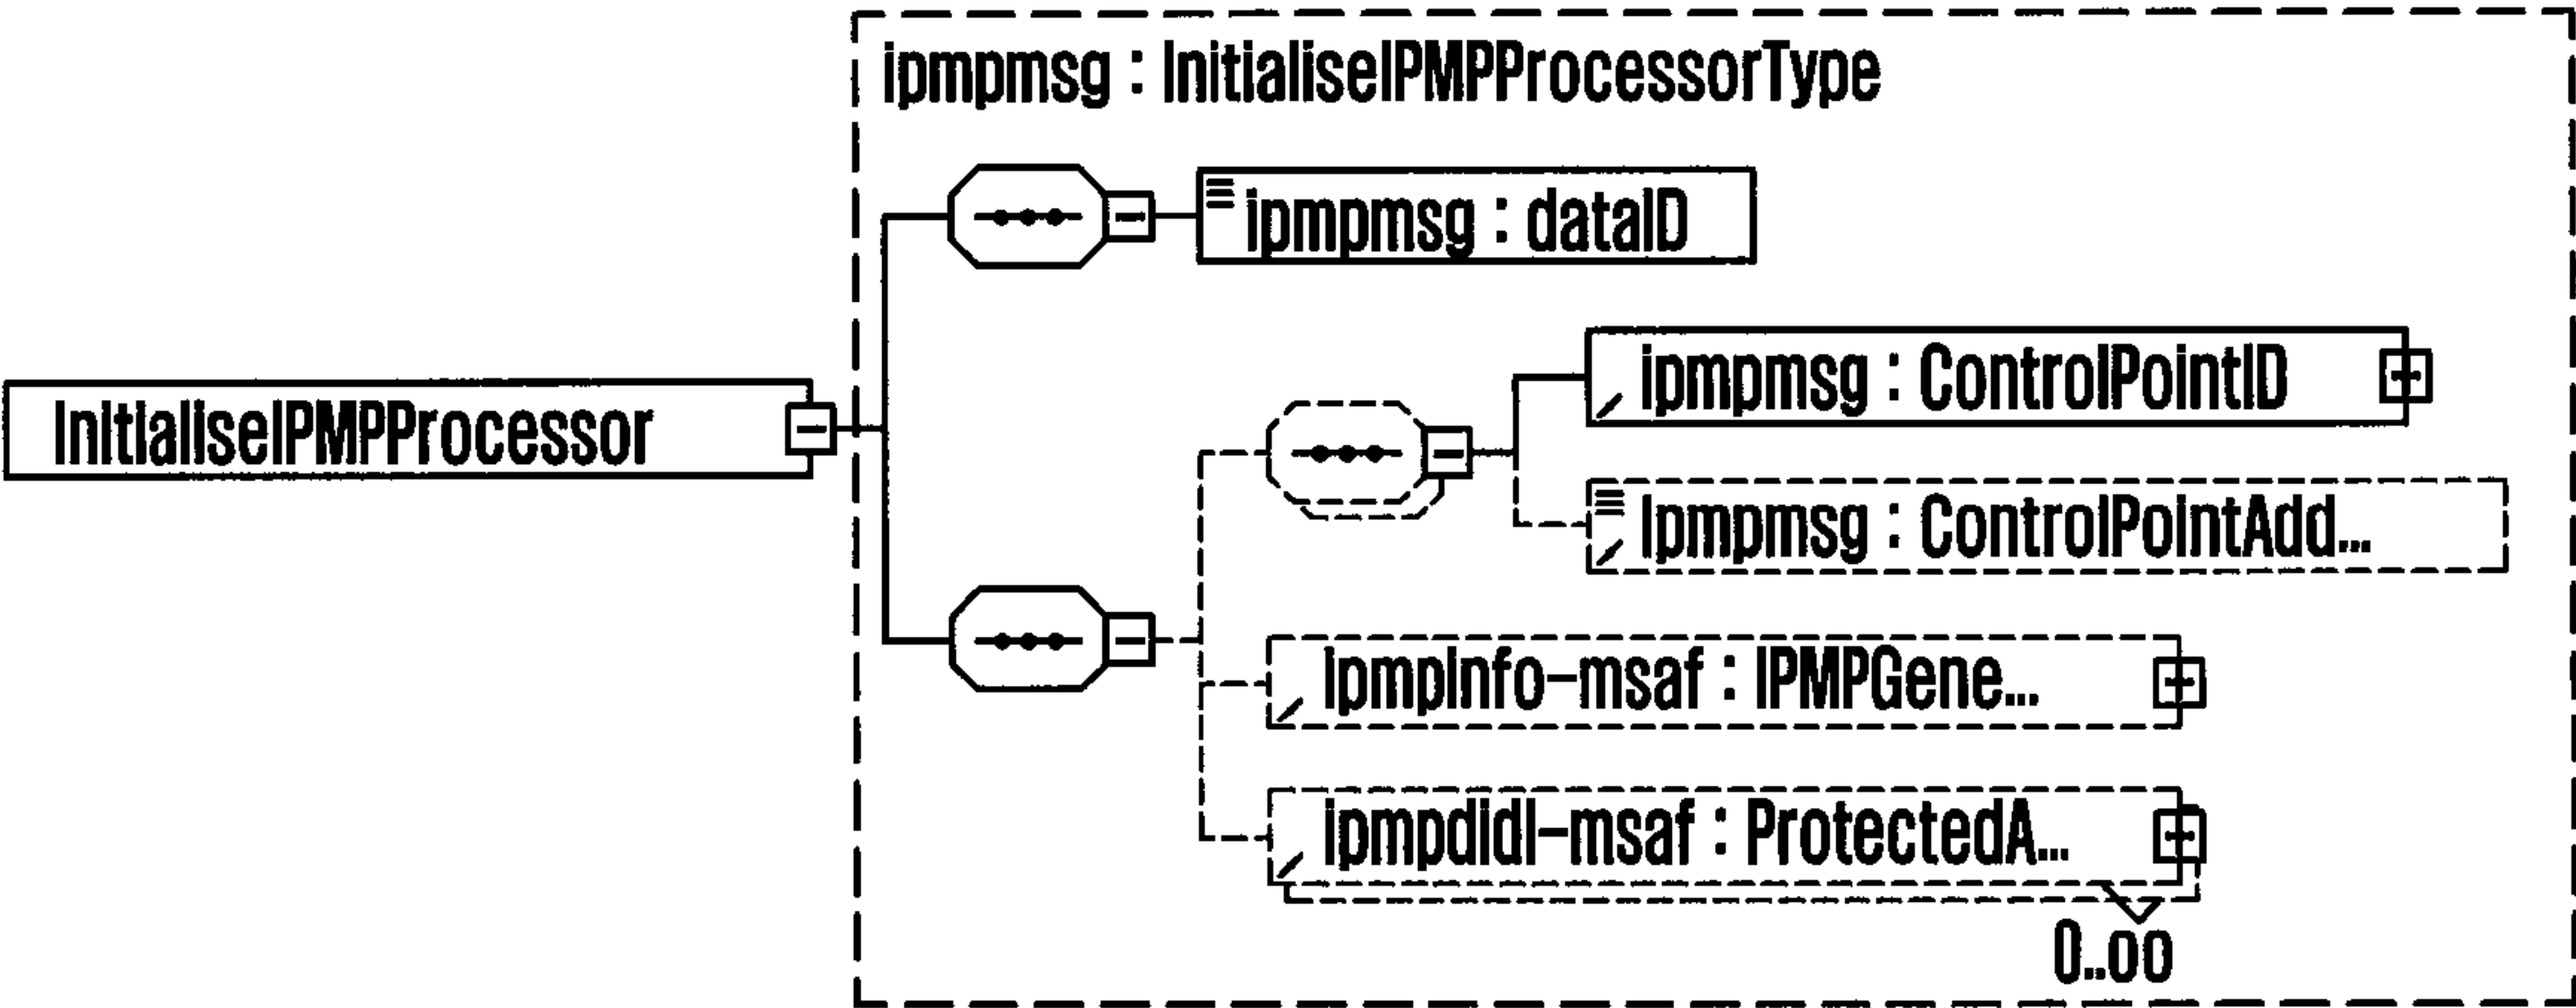 ipmpmsg : InitialiseIPMPProcessorType
ipmpmsg : dataID
ipmpmsg : ControlPointID
InitialiseIPMPProcessor
ipmpmsg : ControlPointAdd...
ipmpinfo-msaf : IPMPGene...
ipmpdidl-msaf : ProtectedA...
0..∞